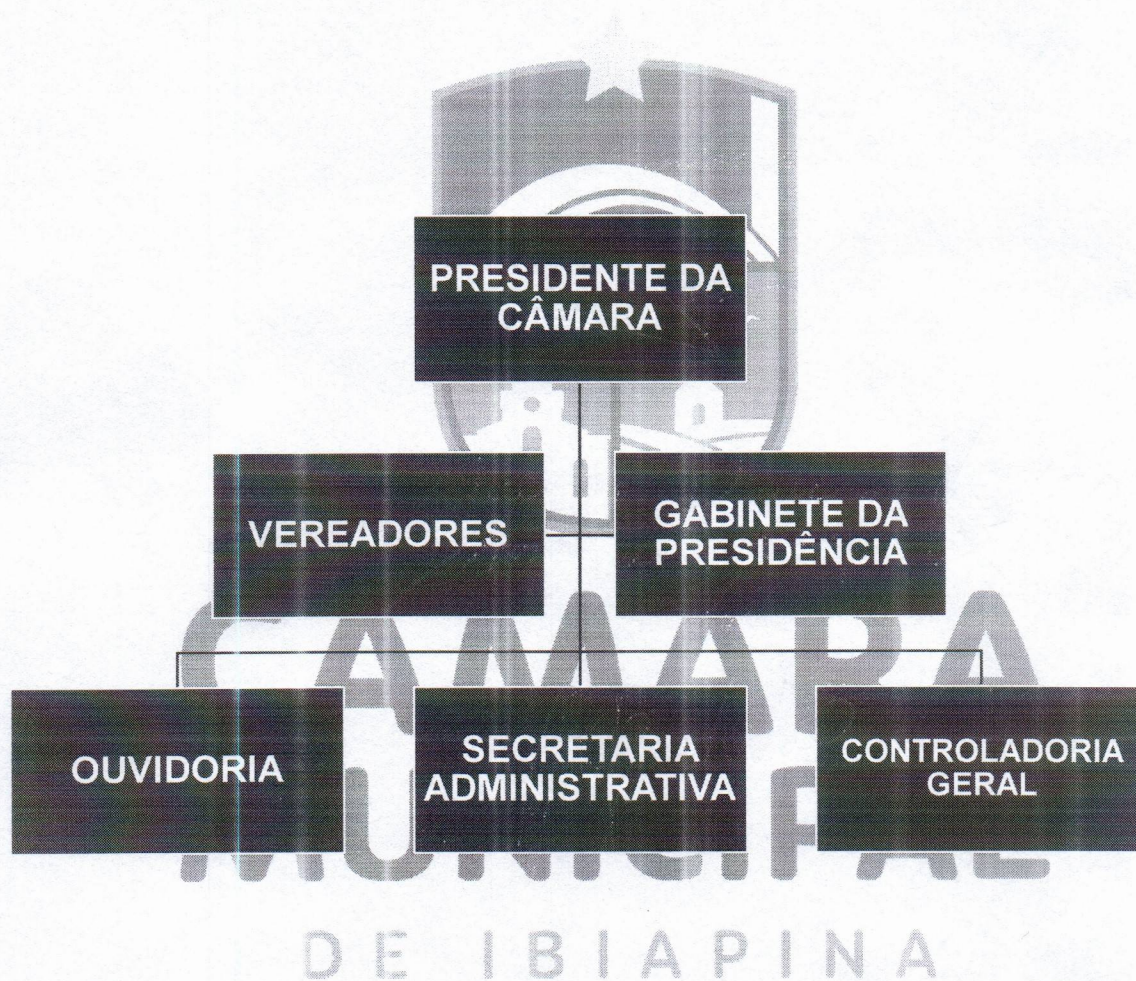 PRESIDENTE DA
CÂMARA
VEREADORES
GABINETE DA
PRESIDÊNCIA
CÂMARA
OUVIDORIA
SECRETARIA
ADMINISTRATIVA
CONTROLADORIA
GERAL
MUNICIPAL
DE IBIAPINA